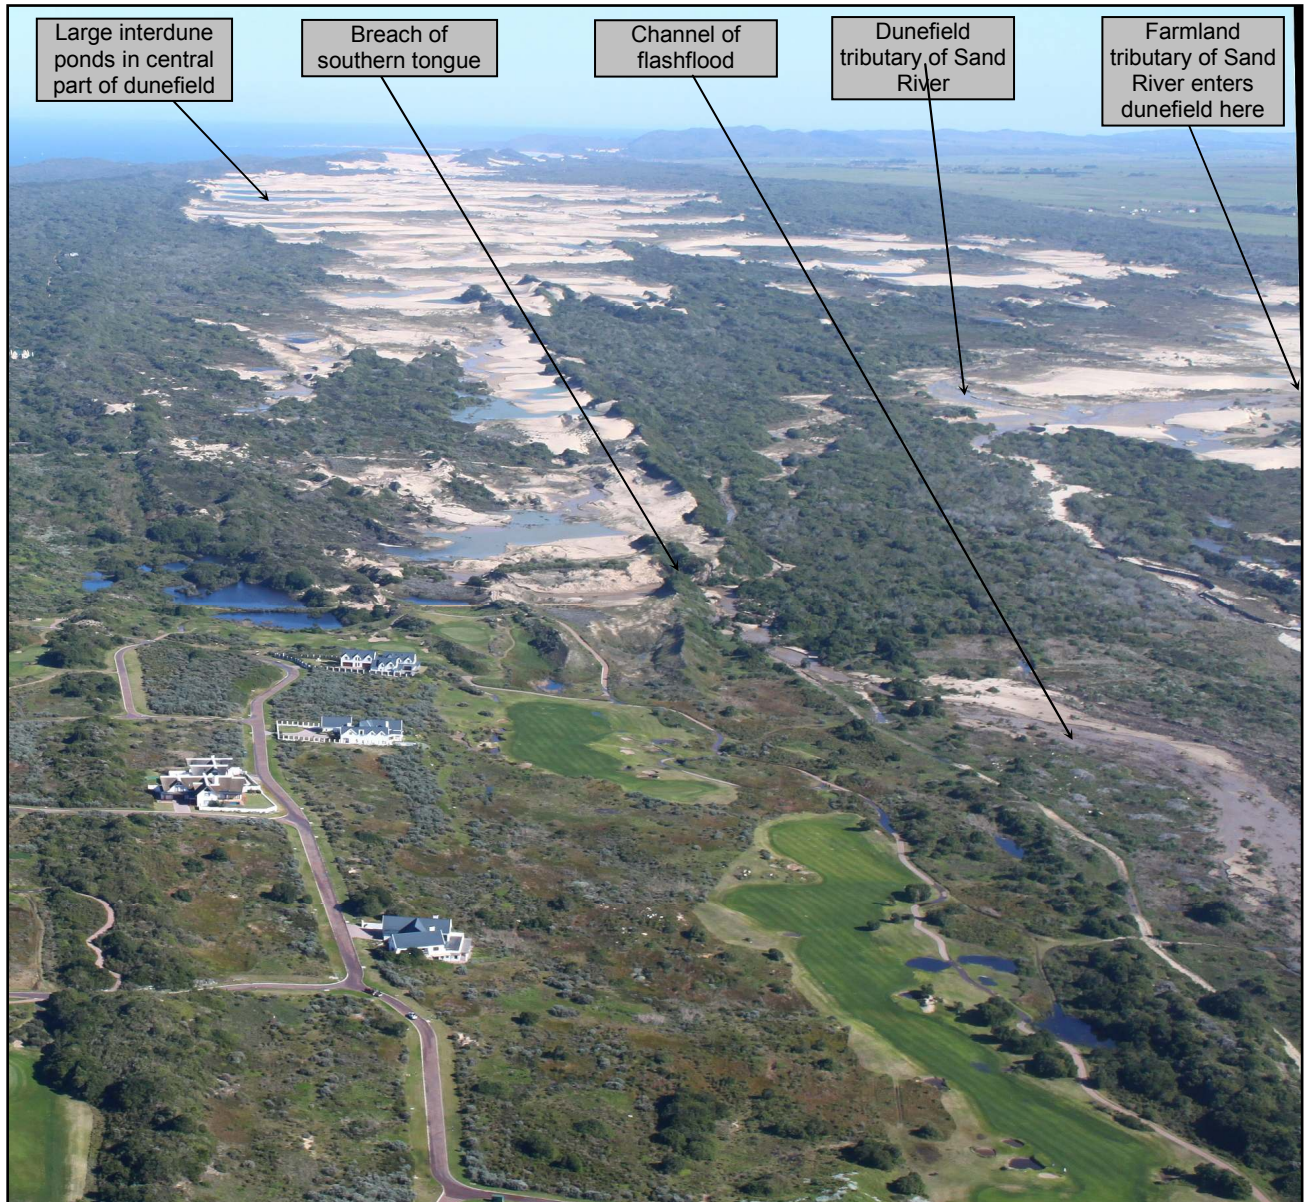 Large interdune
ponds in central
part of dunefield
Breach of
southern tongue
Channel of
flashflood
Dunefield
tributary of Sand
River
Farmland
tributary of Sand
River enters
dunefield here